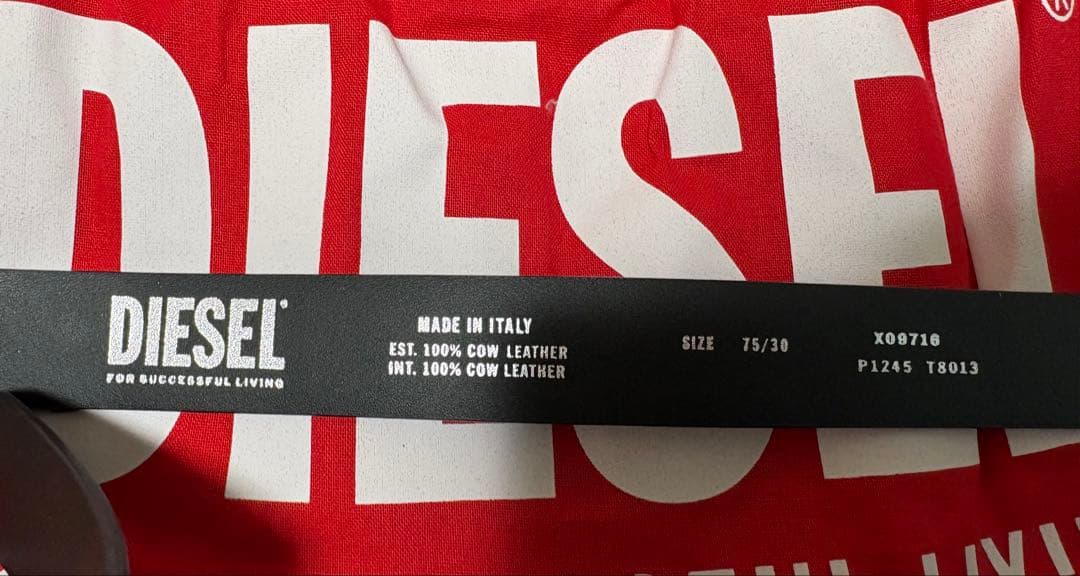 DIESEL®
DIESEL®
FOR SUCCESSFUL LIVING
MADE IN ITALY
EST. 100% COW LEATHER
INT. 100% COW LEATHER
SIZE 75/30
X09716
P1245 T8013